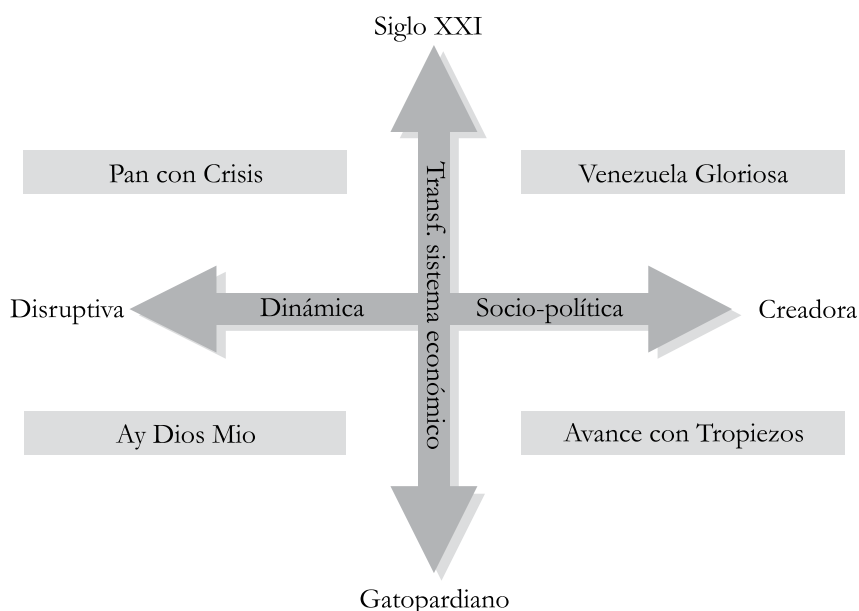 Siglo XXI
Pan con Crisis
Venezuela Gloriosa
Transf. sistema económico
Disruptiva
Dinámica
Socio-política
Creadora
Ay Dios Mio
Avance con Tropiezos
Gatopardiano